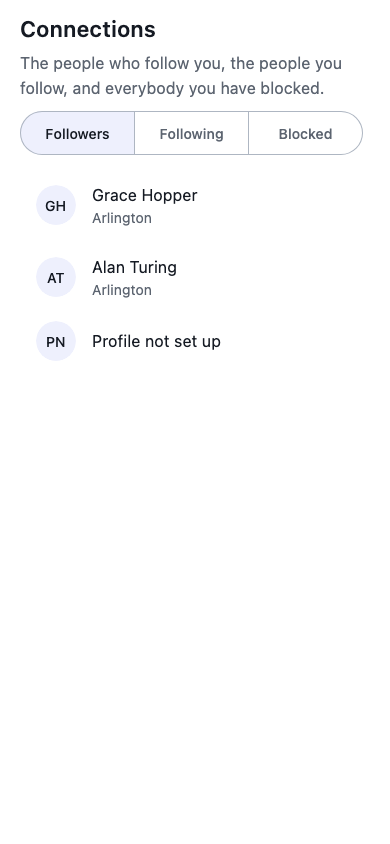 Connections
The people who follow you, the people you
follow, and everybody you have blocked.
Followers
Following
Blocked
GH
Grace Hopper
Arlington
AT
Alan Turing
Arlington
PN
Profile not set up